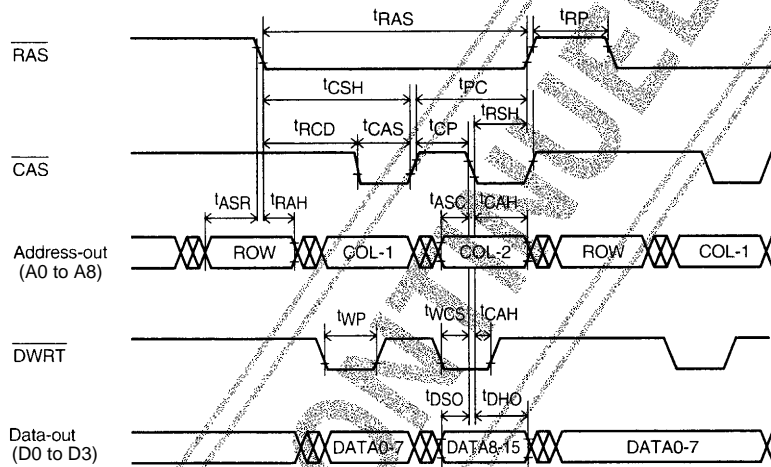 tRAS
tRP
RAS
tCSH
tPC
tRSH
tRCD
tCAS
tCP
CAS
tASR
tRAH
tASC
tCAH
Address-out
(A0 to A8)
ROW
COL-1
COL-2
ROW
COL-1
tWP
tWCS
tCAH
DWRT
tDSO
tDHO
Data-out
(D0 to D3)
DATA0-7
DATA8-15
DATA0-7